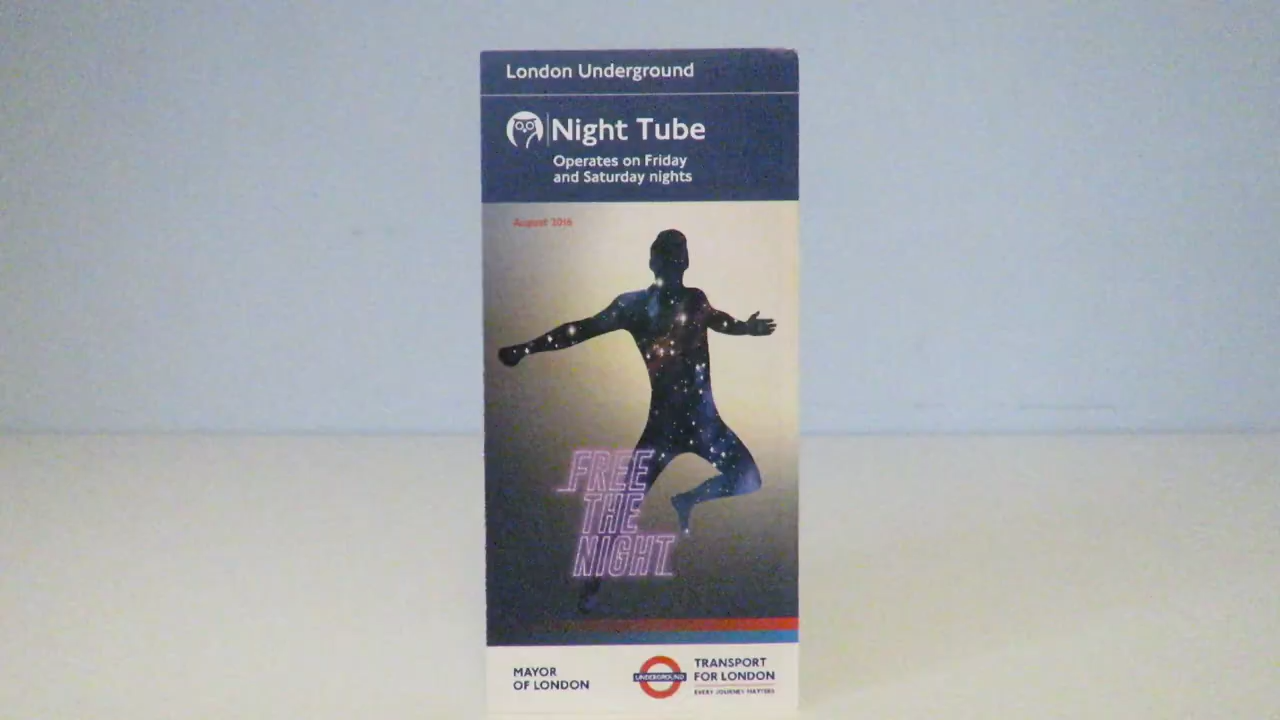 London Underground
Night Tube
Operates on Friday
and Saturday nights
August 2016
FREE
THE
NIGHT
MAYOR
OF LONDON
UNDERGROUND
TRANSPORT
FOR LONDON
EVERY JOURNEY MATTERS